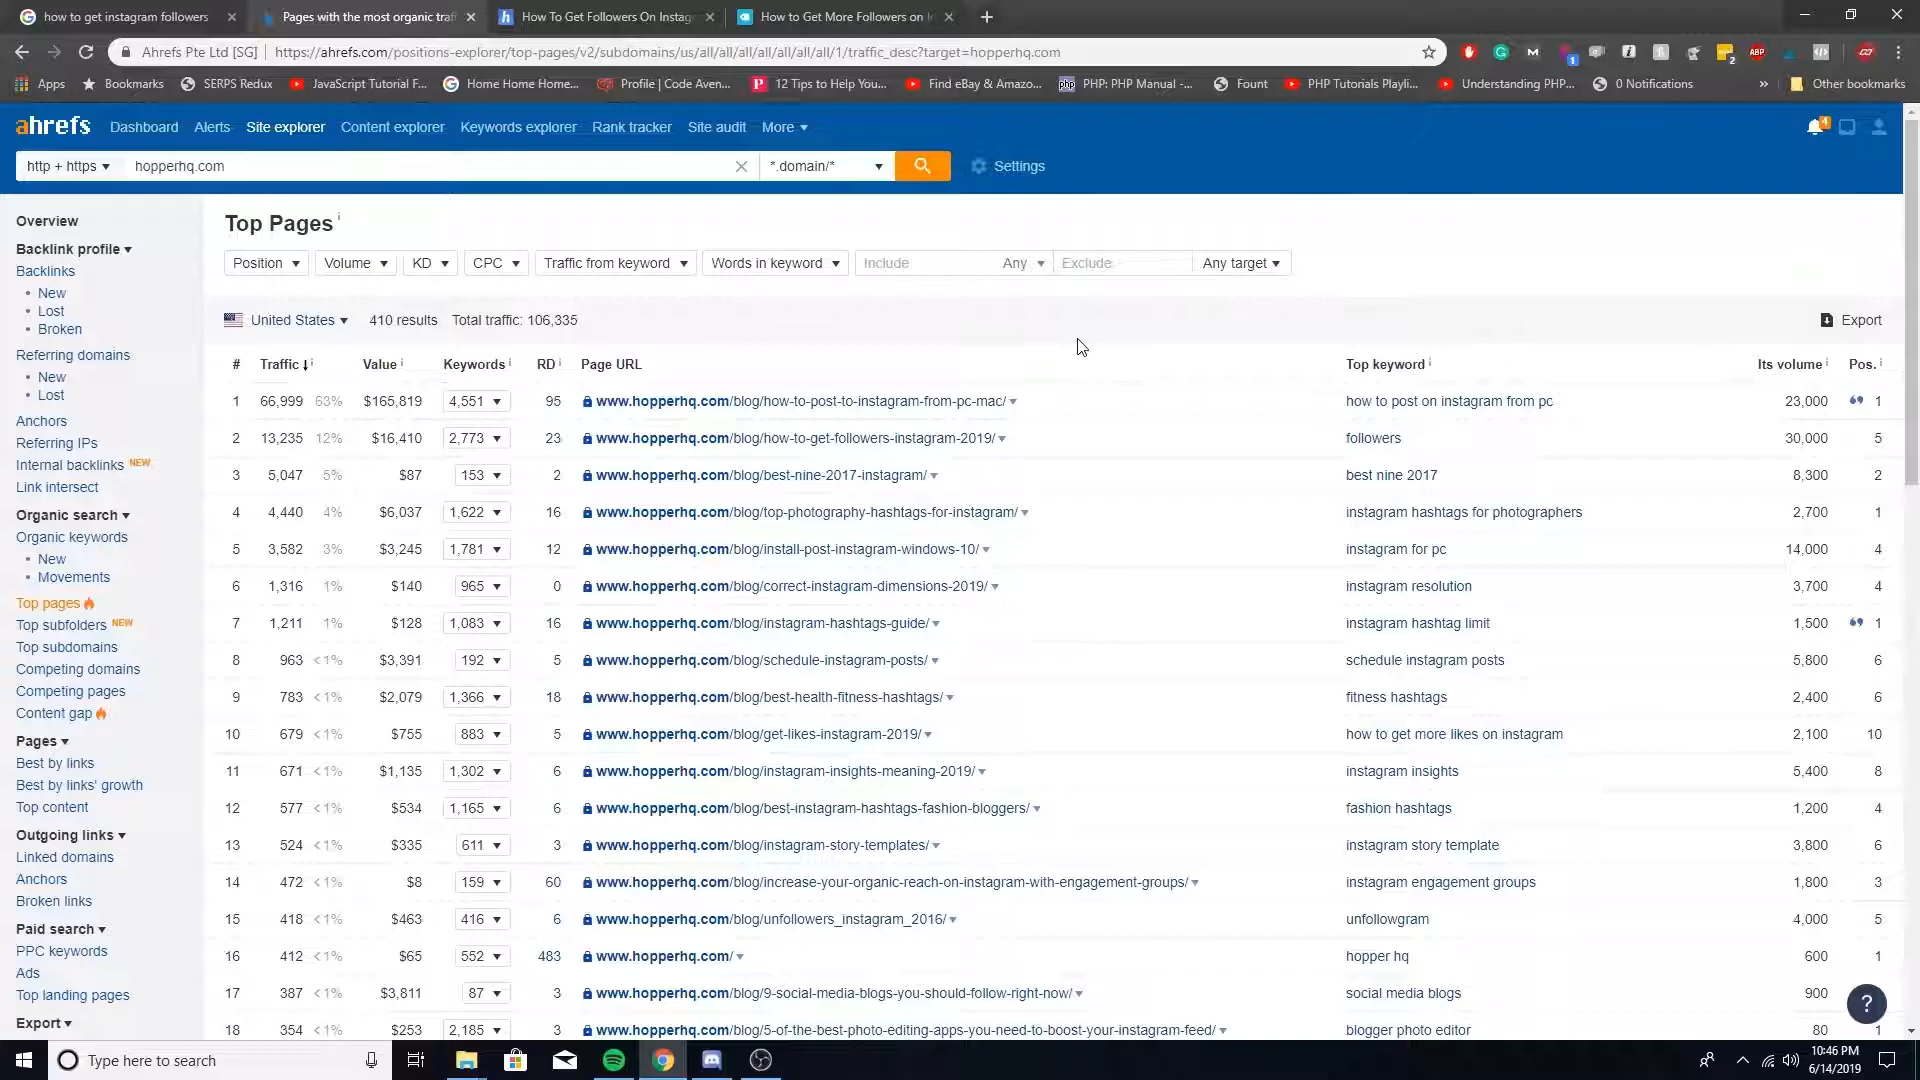 how to get instagram followers
Pages with the most organic traf
How To Get Followers On Instag
How to Get More Followers on I
Ahrefs Pte Ltd [SG] | https://ahrefs.com/positions-explorer/top-pages/v2/subdomains/us/all/all/all/all/all/all/all/1/traffic_desc?target=hopperhq.com
Apps Bookmarks SERPS Redux JavaScript Tutorial F... Home Home Home... Profile | Code Aven... 12 Tips to Help You... Find eBay & Amazo... PHP: PHP Manual -... Fount PHP Tutorials Playli... Understanding PHP... 0 Notifications » Other bookmarks
ahrefs Dashboard Alerts Site explorer Content explorer Keywords explorer Rank tracker Site audit More 4
http + https hopperhq.com *.domain/* Settings
Overview
Backlink profile
Backlinks
New
Lost
Broken
Referring domains
New
Lost
Anchors
Referring IPs
Internal backlinks NEW
Link intersect
Organic search
Organic keywords
New
Movements
Top pages
Top subfolders NEW
Top subdomains
Competing domains
Competing pages
Content gap
Pages
Best by links
Best by links' growth
Top content
Outgoing links
Linked domains
Anchors
Broken links
Paid search
PPC keywords
Ads
Top landing pages
Export
Top Pages i
Position Volume KD CPC Traffic from keyword Words in keyword Include Any Exclude Any target
United States 410 results Total traffic: 106,335 Export
# Traffic Value Keywords RD Page URL Top keyword Its volume Pos.
1 66,999 63% $165,819 4,551 95 www.hopperhq.com/blog/how-to-post-to-instagram-from-pc-mac/ how to post on instagram from pc 23,000 1
2 13,235 12% $16,410 2,773 23 www.hopperhq.com/blog/how-to-get-followers-instagram-2019/ followers 30,000 5
3 5,047 5% $87 153 2 www.hopperhq.com/blog/best-nine-2017-instagram/ best nine 2017 8,300 2
4 4,440 4% $6,037 1,622 16 www.hopperhq.com/blog/top-photography-hashtags-for-instagram/ instagram hashtags for photographers 2,700 1
5 3,582 3% $3,245 1,781 12 www.hopperhq.com/blog/install-post-instagram-windows-10/ instagram for pc 14,000 4
6 1,316 1% $140 965 0 www.hopperhq.com/blog/correct-instagram-dimensions-2019/ instagram resolution 3,700 4
7 1,211 1% $128 1,083 16 www.hopperhq.com/blog/instagram-hashtags-guide/ instagram hashtag limit 1,500 1
8 963 <1% $3,391 192 5 www.hopperhq.com/blog/schedule-instagram-posts/ schedule instagram posts 5,800 6
9 783 <1% $2,079 1,366 18 www.hopperhq.com/blog/best-health-fitness-hashtags/ fitness hashtags 2,400 6
10 679 <1% $755 883 5 www.hopperhq.com/blog/get-likes-instagram-2019/ how to get more likes on instagram 2,100 10
11 671 <1% $1,135 1,302 6 www.hopperhq.com/blog/instagram-insights-meaning-2019/ instagram insights 5,400 8
12 577 <1% $534 1,165 6 www.hopperhq.com/blog/best-instagram-hashtags-fashion-bloggers/ fashion hashtags 1,200 4
13 524 <1% $335 611 3 www.hopperhq.com/blog/instagram-story-templates/ instagram story template 3,800 6
14 472 <1% $8 159 60 www.hopperhq.com/blog/increase-your-organic-reach-on-instagram-with-engagement-groups/ instagram engagement groups 1,800 3
15 418 <1% $463 416 6 www.hopperhq.com/blog/unfollowers_instagram_2016/ unfollowgram 4,000 5
16 412 <1% $65 552 483 www.hopperhq.com/ hopper hq 600 1
17 387 <1% $3,811 87 3 www.hopperhq.com/blog/9-social-media-blogs-you-should-follow-right-now/ social media blogs 900 3
18 354 <1% $253 2,185 3 www.hopperhq.com/blog/5-of-the-best-photo-editing-apps-you-need-to-boost-your-instagram-feed/ blogger photo editor 80 1
?
Type here to search
10:46 PM
6/14/2019